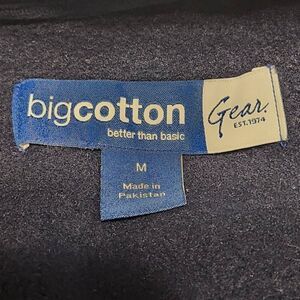 bigcotton
better than basic
Gear.
EST.1974
M
Made in
Pakistan